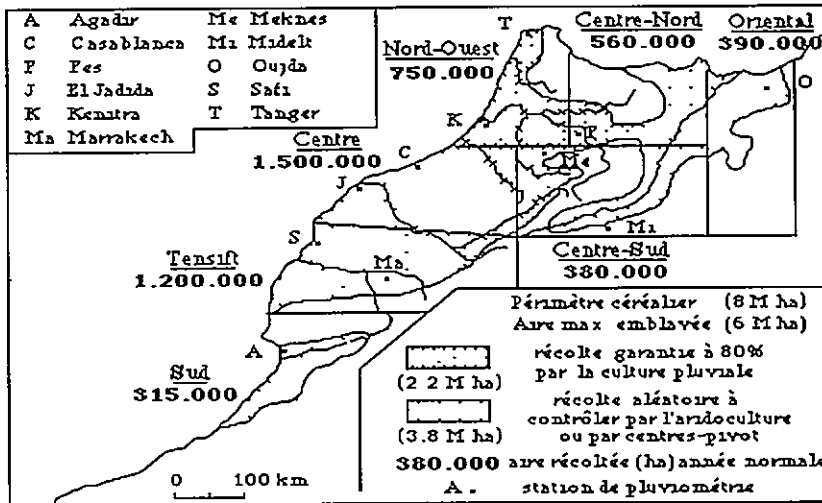 A Agadir
C Casablanca
F Fes
J El Jadida
K Kenitra
Ma Marrakech
Me Meknes
Mi Midelt
O Oujda
S Safi
T Tanger
T
Centre-Nord
560.000
Oriental
390.000
Nord-Ouest
750.000
O
K
F
Me
Centre
1.500.000
C
J
Mi
S
Centre-Sud
380.000
Tensift
1.200.000
Ma
A
Sud
315.000
Périmètre céréalier (8 M ha)
Aire max emblavée (6 M ha)
récolte garantie à 80%
par la culture pluviale
(2 2 M ha)
récolte aléatoire à
contrôler par l'aridoculture
ou par centres-pivot
(3.8 M ha)
380.000 aire récoltée (ha) année normale
A . station de pluviométrie
0 100 km